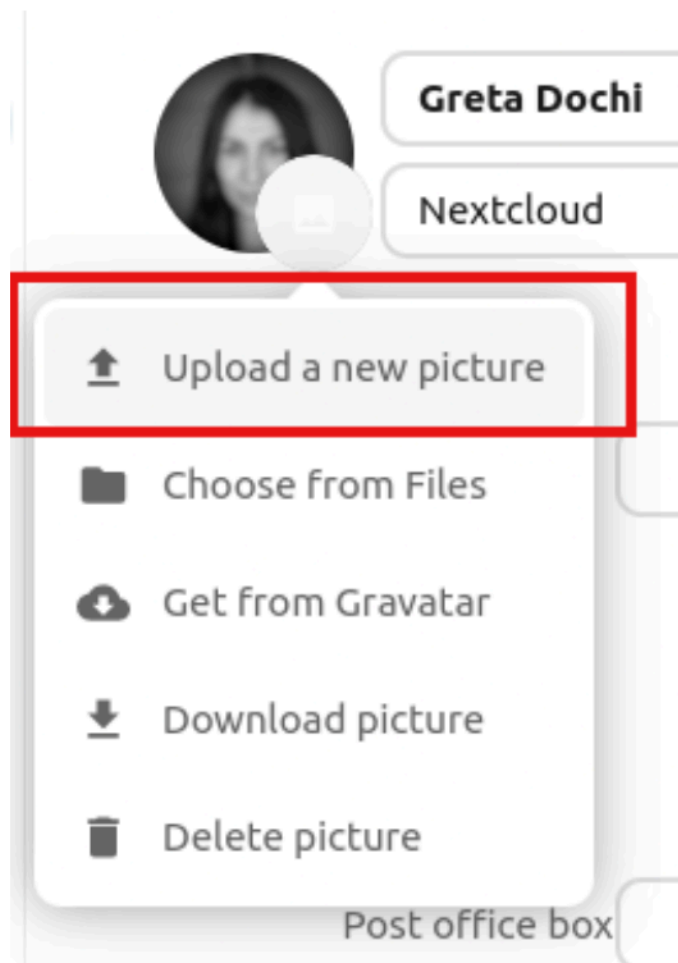 Greta Dochi
Nextcloud
Upload a new picture
Choose from Files
Get from Gravatar
Download picture
Delete picture
Post office box